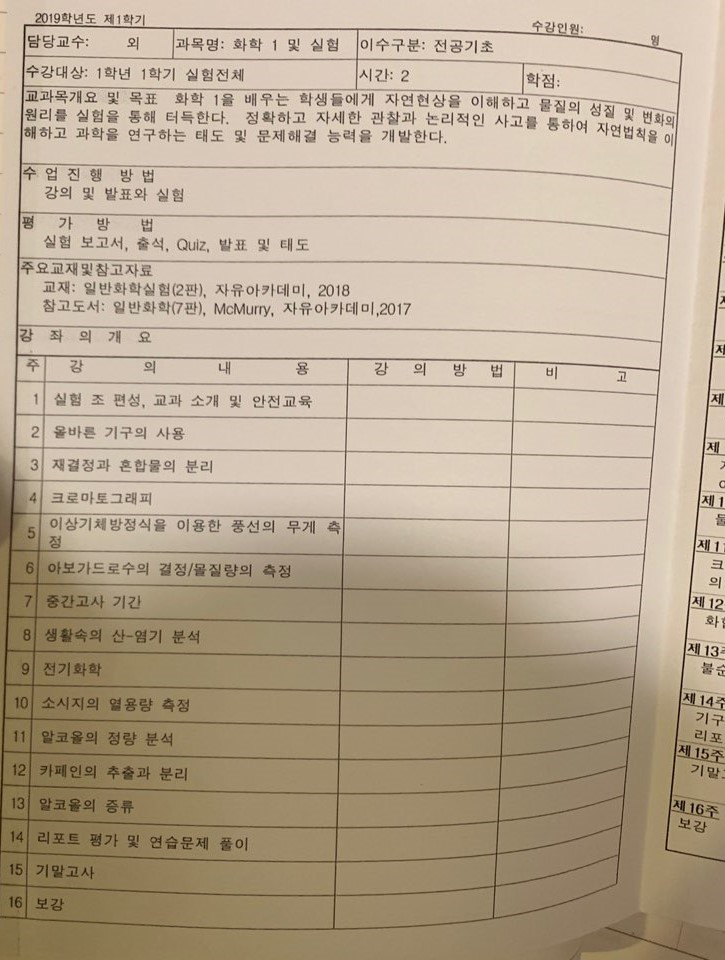 2019학년도 제1학기
수강인원: 명
담당교수: 외 과목명: 화학 1 및 실험 이수구분: 전공기초
수강대상: 1학년 1학기 실험전체 시간: 2 학점:
교과목개요 및 목표 화학 1을 배우는 학생들에게 자연현상을 이해하고 물질의 성질 및 변화의
원리를 실험을 통해 터득한다. 정확하고 자세한 관찰과 논리적인 사고를 통하여 자연법칙을 이
해하고 과학을 연구하는 태도 및 문제해결 능력을 개발한다.
수업진행 방법
강의 및 발표와 실험
평 가 방 법
실험 보고서, 출석, Quiz, 발표 및 태도
주요교재및참고자료
교재: 일반화학실험(2판), 자유아카데미, 2018
참고도서: 일반화학(7판), McMurry, 자유아카데미,2017
강 좌의 개 요
주 강 의 내 용 강 의 방 법 비 고
1 실험 조 편성, 교과 소개 및 안전교육
2 올바른 기구의 사용
3 재결정과 혼합물의 분리
4 크로마토그래피
5 이상기체방정식을 이용한 풍선의 무게 측
정
6 아보가드로수의 결정/몰질량의 측정
7 중간고사 기간
8 생활속의 산-염기 분석
9 전기화학
10 소시지의 열용량 측정
11 알코올의 정량 분석
12 카페인의 추출과 분리
13 알코올의 증류
14 리포트 평가 및 연습문제 풀이
15 기말고사
16 보강
제12
화합
제13주
불순
제14주
기구
리포
제15주
기말
제16주
보강